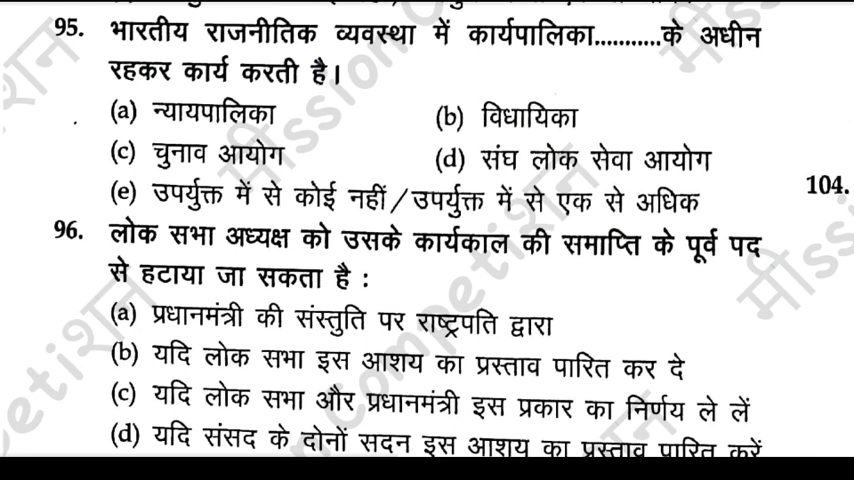 95. भारतीय राजनीतिक व्यवस्था में कार्यपालिका...........के अधीन
रहकर कार्य करती है।
(a) न्यायपालिका (b) विधायिका
(c) चुनाव आयोग (d) संघ लोक सेवा आयोग
(e) उपर्युक्त में से कोई नहीं/उपर्युक्त में से एक से अधिक
104.
96. लोक सभा अध्यक्ष को उसके कार्यकाल की समाप्ति के पूर्व पद
से हटाया जा सकता है :
(a) प्रधानमंत्री की संस्तुति पर राष्ट्रपति द्वारा
(b) यदि लोक सभा इस आशय का प्रस्ताव पारित कर दे
(c) यदि लोक सभा और प्रधानमंत्री इस प्रकार का निर्णय ले लें
(d) यदि संसद के दोनों सदन इस आशय का प्रस्ताव पारित करें